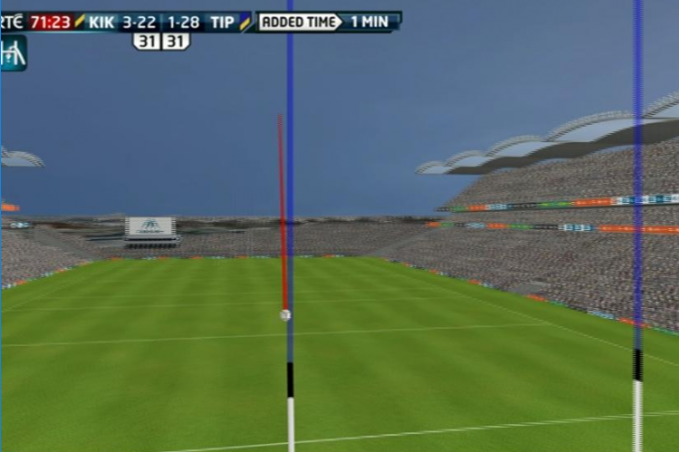 RTÉ 71:23 KIK 3-22 1-28 TIP ADDED TIME 1 MIN
31 31